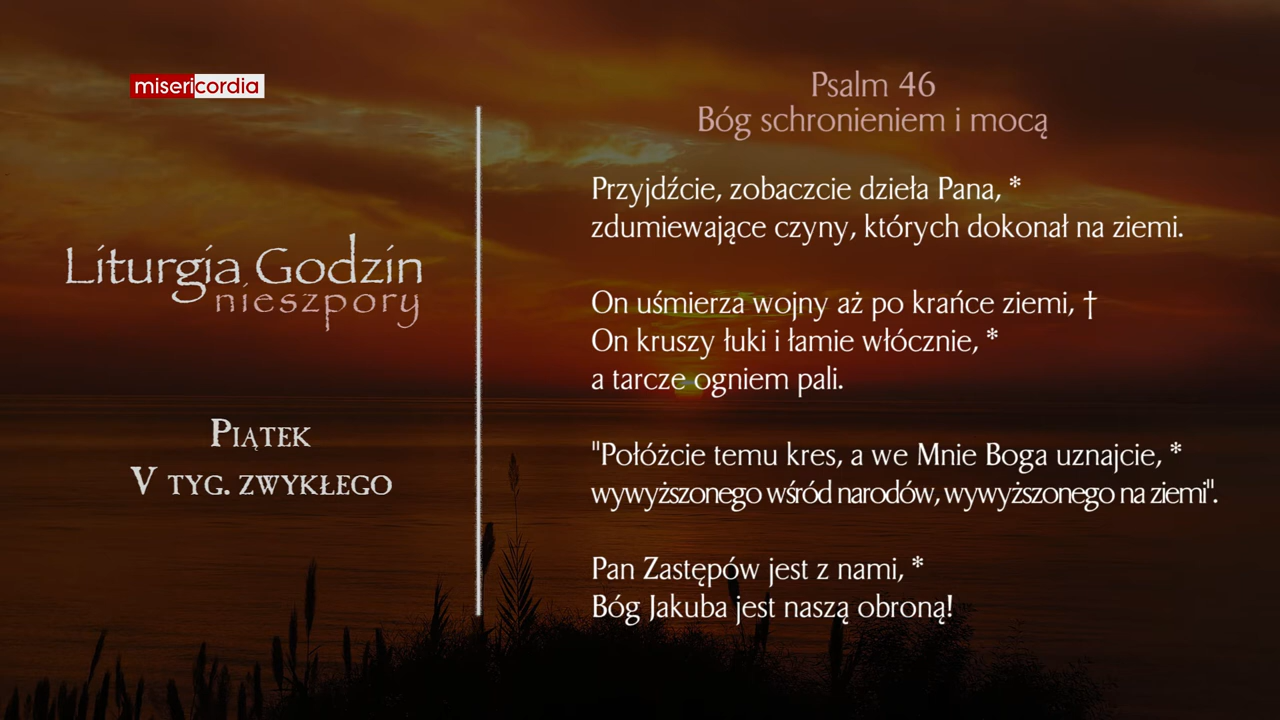 misericordia
Liturgia Godzin
nieszpory
Piątek
V tyg. zwykłego
Psalm 46
Bóg schronieniem i mocą
Przyjdźcie, zobaczcie dzieła Pana, *
zdumiewające czyny, których dokonał na ziemi.
On uśmierza wojny aż po krańce ziemi, †
On kruszy łuki i łamie włócznie, *
a tarcze ogniem pali.
"Połóżcie temu kres, a we Mnie Boga uznajcie, *
wywyższonego wśród narodów, wywyższonego na ziemi".
Pan Zastępów jest z nami, *
Bóg Jakuba jest naszą obroną!